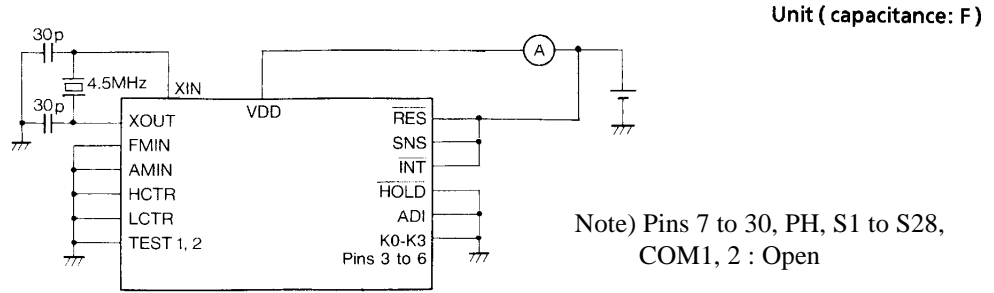 Unit ( capacitance: F )
30p
A
4.5MHz
XIN
VDD
30p
XOUT
RES
FMIN
SNS
AMIN
INT
HCTR
HOLD
LCTR
ADI
TEST 1, 2
K0-K3
Pins 3 to 6
Note) Pins 7 to 30, PH, S1 to S28,
COM1, 2 : Open